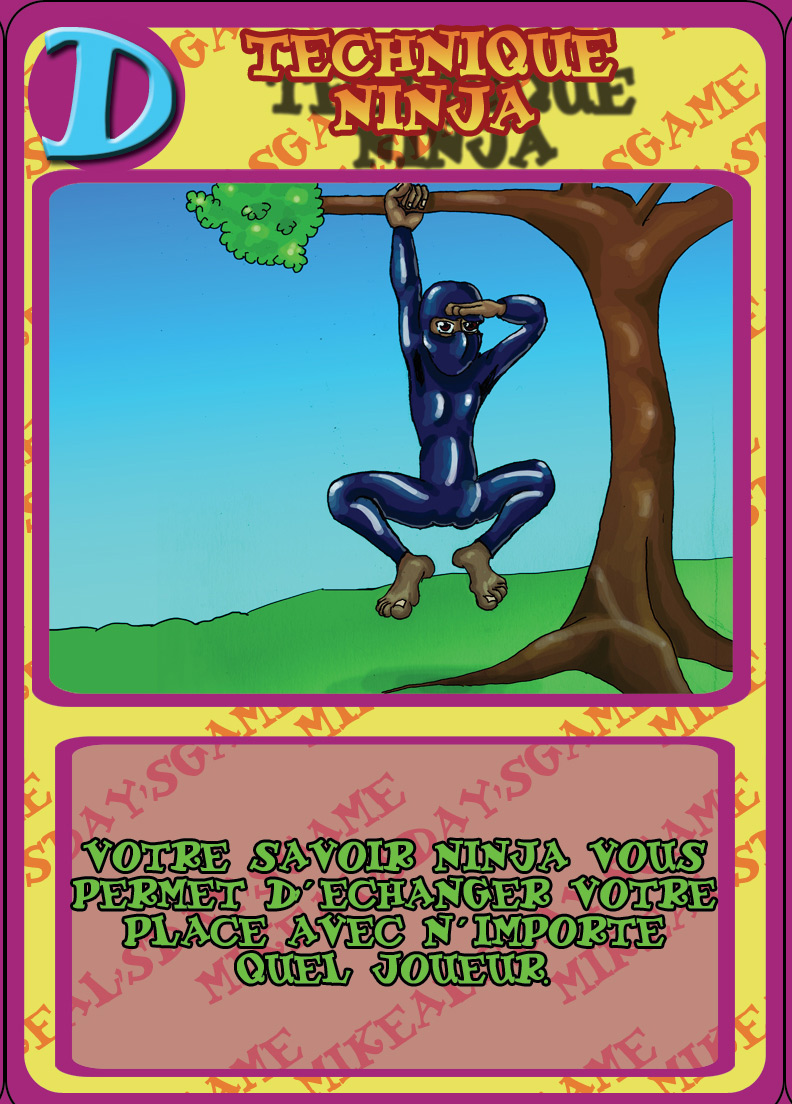 D
TECHNIQUE
NINJA
VOTRE SAVOIR NINJA VOUS
PERMET D'ECHANGER VOTRE
PLACE AVEC N'IMPORTE
QUEL JOUEUR.